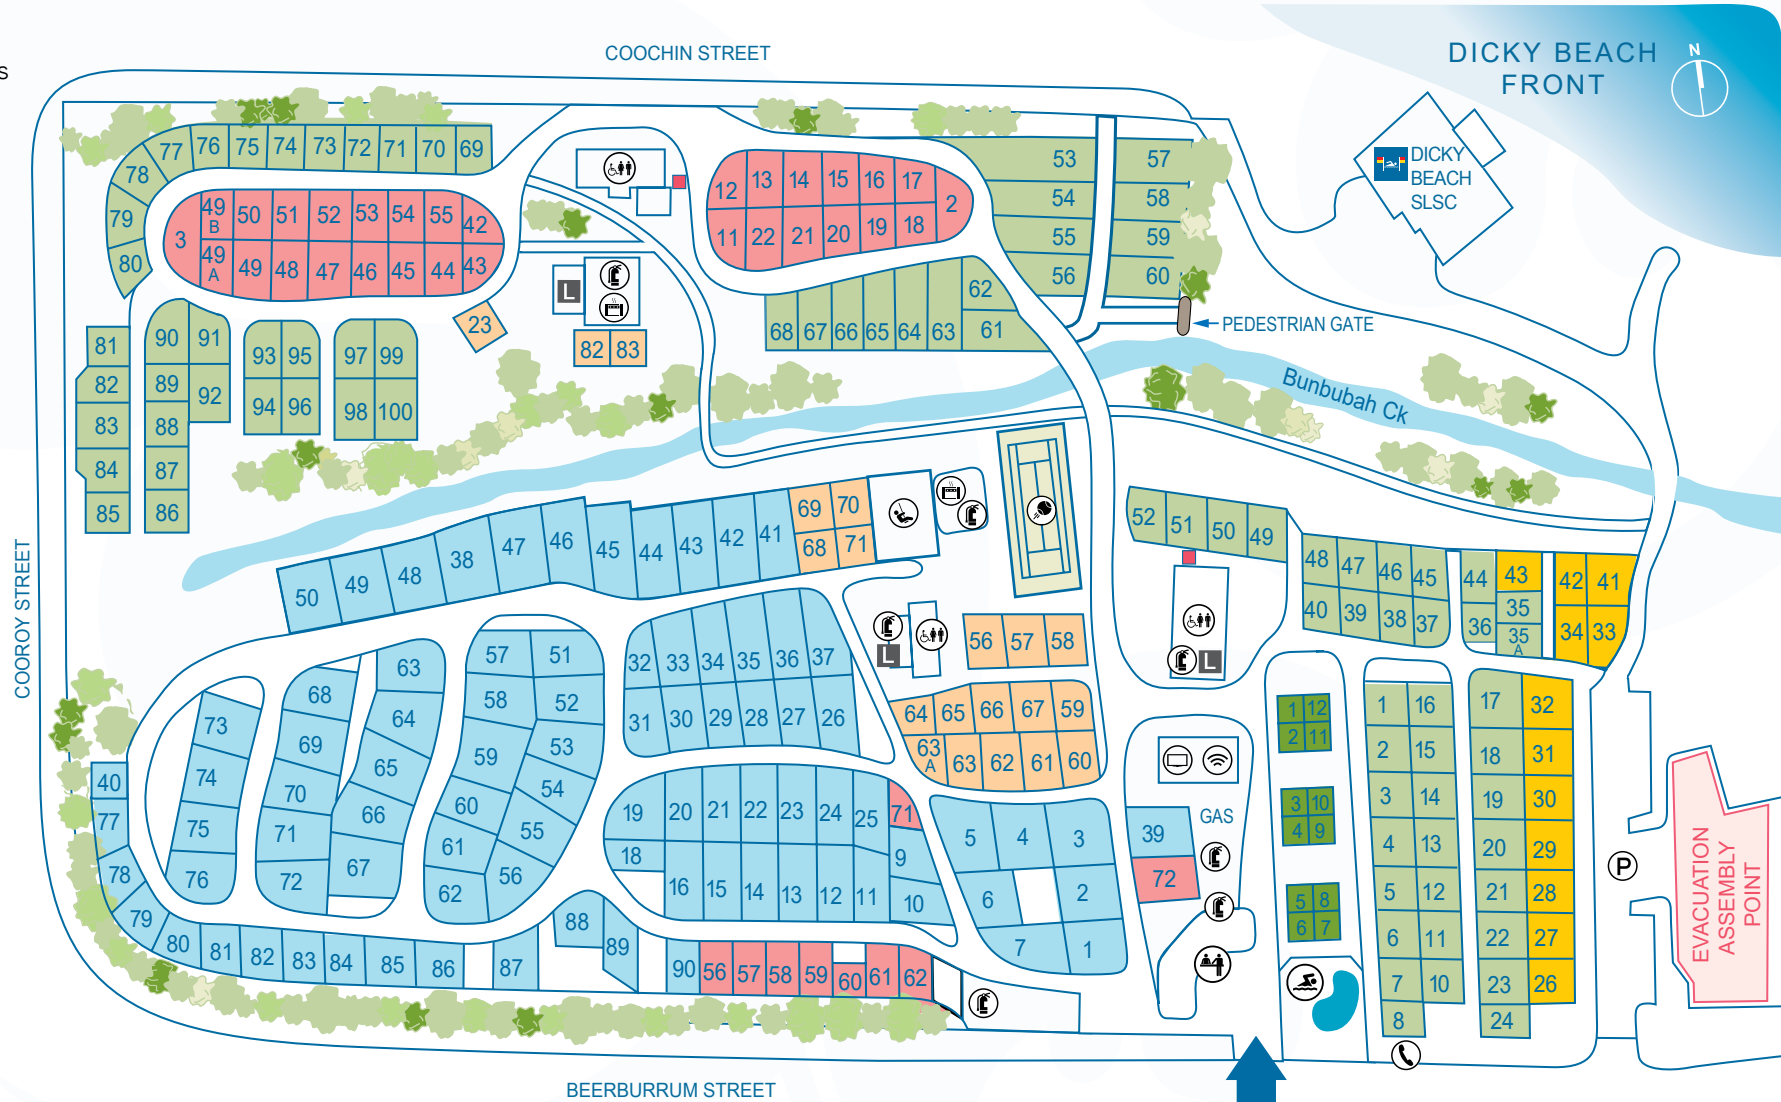 COOCHIN STREET
S
DICKY BEACH
FRONT
N
DICKY
BEACH
SLSC
76 75 74 73 72 71 70 69
77
78
79
80
3
49 B 50 51 52 53 54 55 42
49 A 49 48 47 46 45 44 43
12 13 14 15 16 17 2
11 22 21 20 19 18
53 57
54 58
55 59
56 60
62
61
68 67 66 65 64 63
PEDESTRIAN GATE
L
23
82 83
81
82
83
84
85
90 91
89 92
88
87
86
93 95
94 96
97 99
98 100
Bunbubah Ck
50 49 48 38 47 46 45 44 43 42 41
69 70
68 71
52 51 50 49
48 47 46 45
40 39 38 37
44 43
36 35
35
A
42 41
34 33
COOROY STREET
L
56 57 58
L
64 65 66 67 59
63
A
63 62 61 60
32 33 34 35 36 37
31 30 29 28 27 26
57 51
58 52
59 53
60 54
61 55
62 56
63
64
65
66
67
68
69
70
71
72
73
74
75
76
40
77
78
79
80 81 82 83 84 85 86 87
88
89
90 56 57 58 59 60 61 62
19 20 21 22 23 24 25 71
18
16 15 14 13 12 11
9
10
5 4 3
6 2
7 1
GAS
39
72
1 12
2 11
3 10
4 9
5 8
6 7
1 16
2 15
3 14
4 13
5 12
6 11
7 10
8
17 32
18 31
19 30
20 29
21 28
22 27
23 26
24
P
EVACUATION
ASSEMBLY
POINT
BEERBURRUM STREET